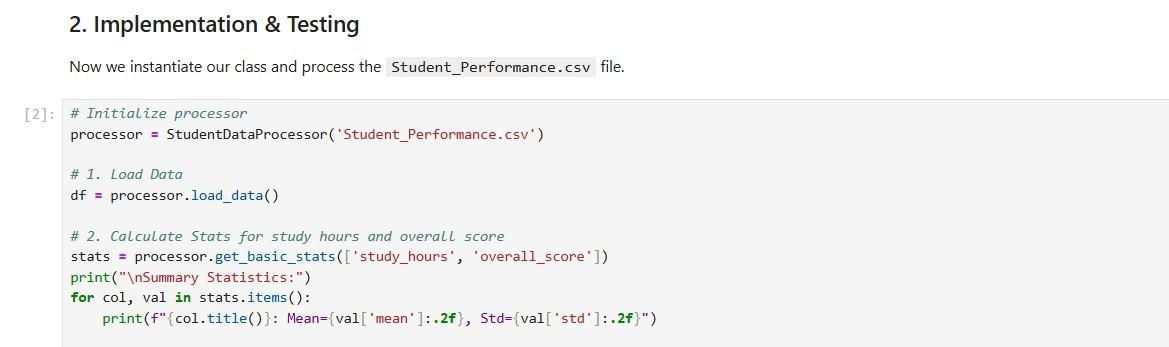 2. Implementation & Testing
Now we instantiate our class and process the Student_Performance.csv file.
[2]: # Initialize processor
processor = StudentDataProcessor('Student_Performance.csv')
# 1. Load Data
df = processor.load_data()
# 2. Calculate Stats for study hours and overall score
stats = processor.get_basic_stats(['study_hours', 'overall_score'])
print("\nSummary Statistics:")
for col, val in stats.items():
    print(f"{col.title()}: Mean={val['mean']:.2f}, Std={val['std']:.2f}")